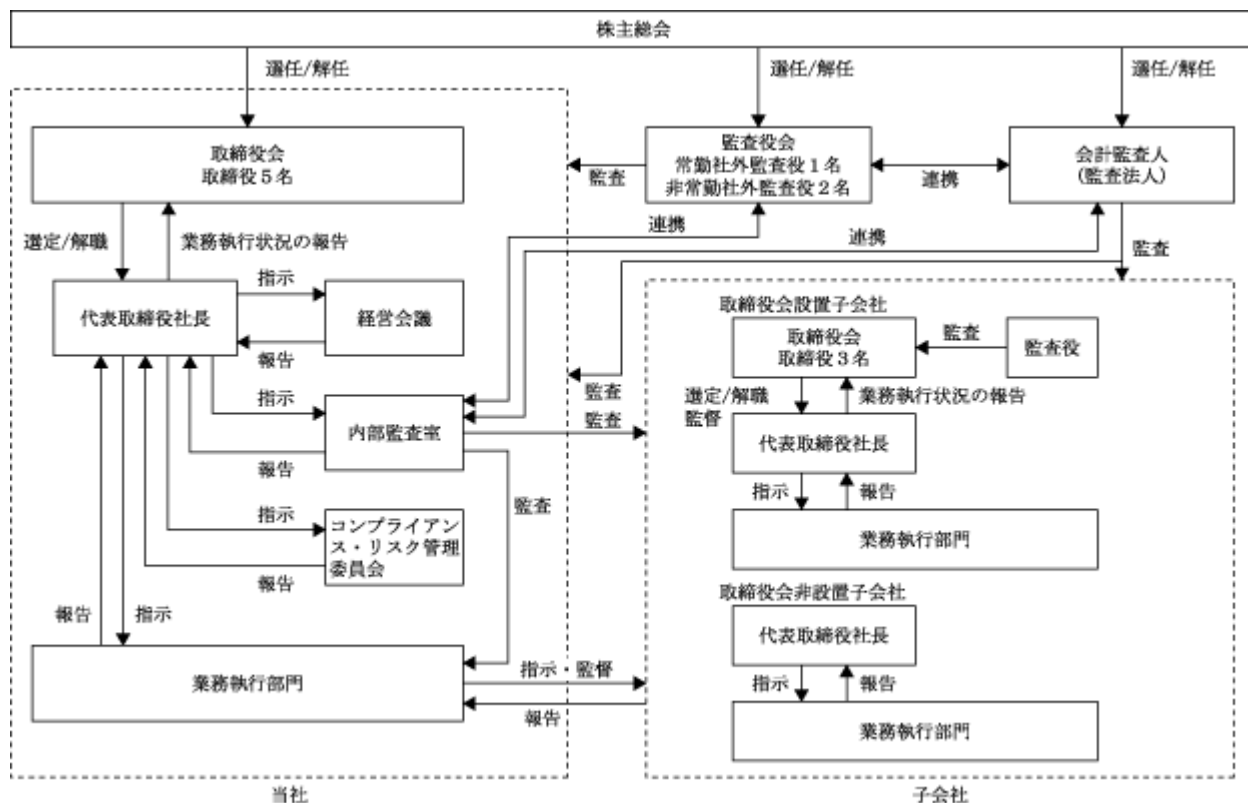 株主総会
選任/解任
選任/解任
選任/解任
取締役会
取締役5名
監査役会
常勤社外監査役1名
非常勤社外監査役2名
会計監査人
(監査法人)
監査
連携
選定/解職
業務執行状況の報告
連携
連携
監査
代表取締役社長
指示
経営会議
報告
取締役会設置子会社
取締役会
取締役3名
監査
監査役
監査
指示
内部監査室
監査
報告
選定/解職
監督
業務執行状況の報告
代表取締役社長
指示
報告
監査
指示
コンプライアン
ス・リスク管理
委員会
報告
業務執行部門
取締役会非設置子会社
代表取締役社長
報告
指示
業務執行部門
指示・監督
報告
指示
報告
業務執行部門
当社
子会社